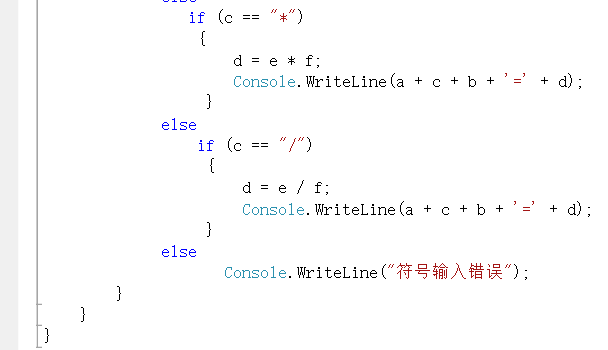 else
if (c == "*")
{
d = e * f;
Console.WriteLine(a + c + b + '=' + d);
}
else
if (c == "/")
{
d = e / f;
Console.WriteLine(a + c + b + '=' + d);
}
else
Console.WriteLine("符号输入错误");
}
}
}